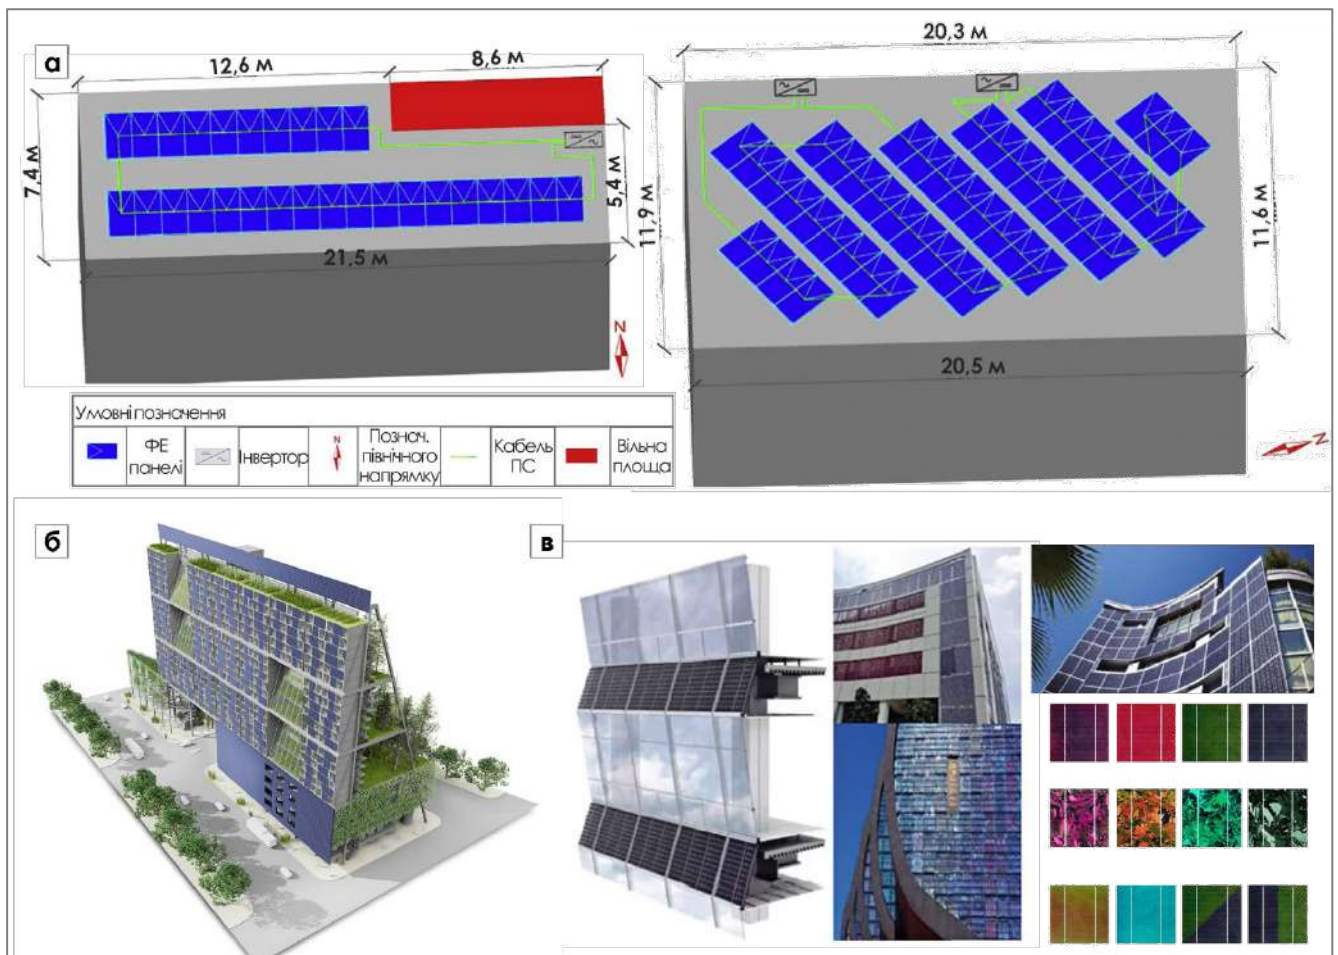 а
12,6 м
8,6 м
7,4 м
5,4 м
21,5 м
N
20,3 м
11,9 м
11,6 м
20,5 м
N
Умовні позначення
ФЕ
панелі
Інвертор
N
Познач.
північного
напрямку
Кабель
ПС
Вільна
площа
б
в